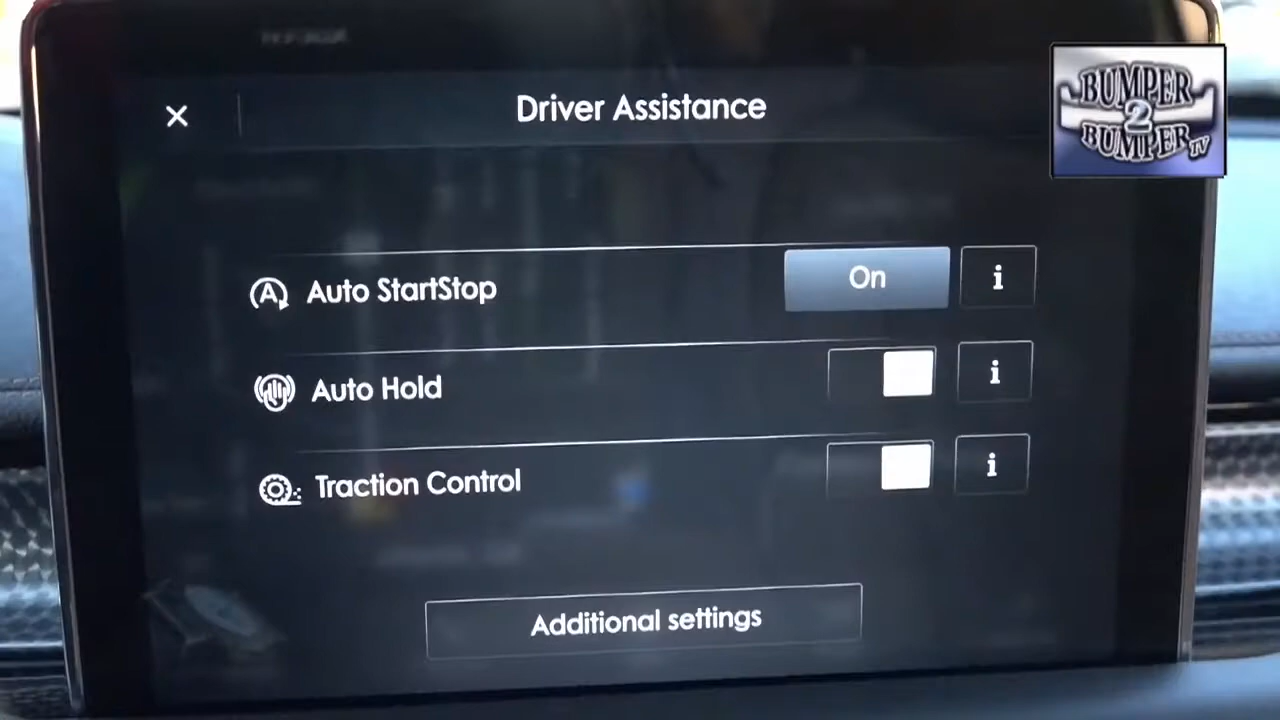 Driver Assistance
BUMPER
2
BUMPER TV
Auto StartStop
On
i
Auto Hold
i
Traction Control
i
Additional settings